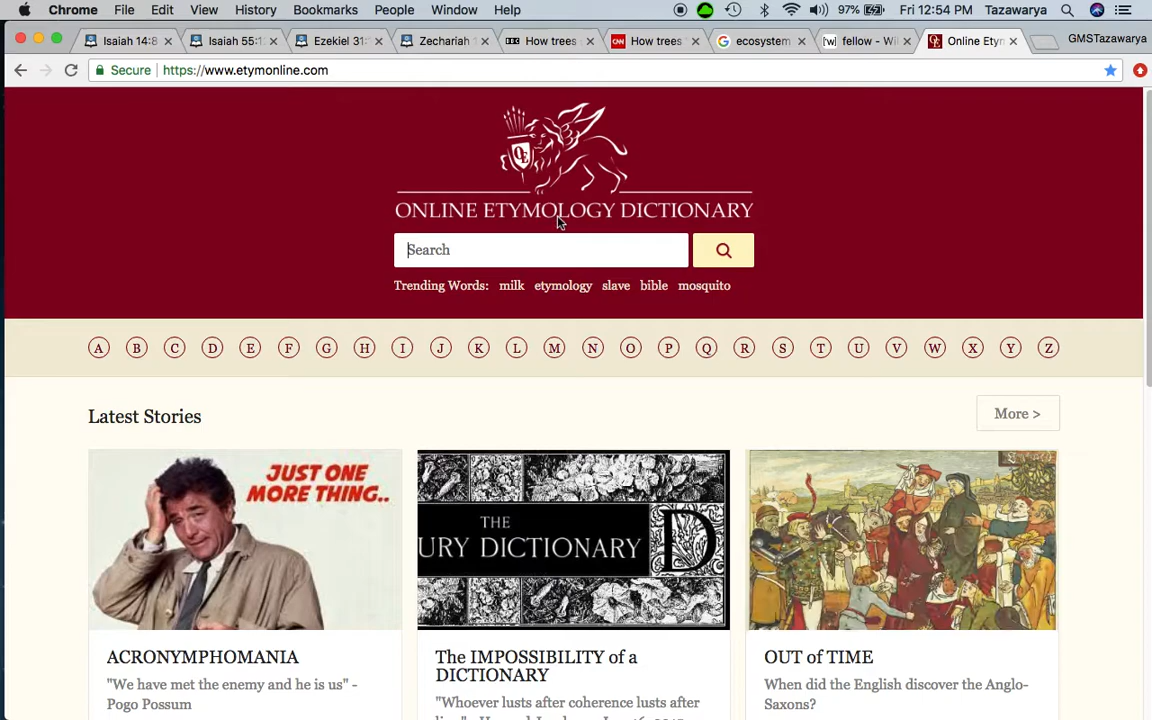 Chrome File Edit View History Bookmarks People Window Help 97% Fri 12:54 PM Tazawarya
Isaiah 14:8 Isaiah 55:1 Ezekiel 31: Zechariah How trees How trees ecosystem fellow - Wi Online Etym GMSTazawarya
Secure https://www.etymonline.com
OE
ONLINE ETYMOLOGY DICTIONARY
Search
Trending Words: milk etymology slave bible mosquito
A B C D E F G H I J K L M N O P Q R S T U V W X Y Z
Latest Stories
More >
JUST ONE
MORE THING..
THE
URY DICTIONARY
D
ACRONYMPHOMANIA
"We have met the enemy and he is us" -
Pogo Possum
The IMPOSSIBILITY of a
DICTIONARY
"Whoever lusts after coherence lusts after
OUT of TIME
When did the English discover the Anglo-
Saxons?